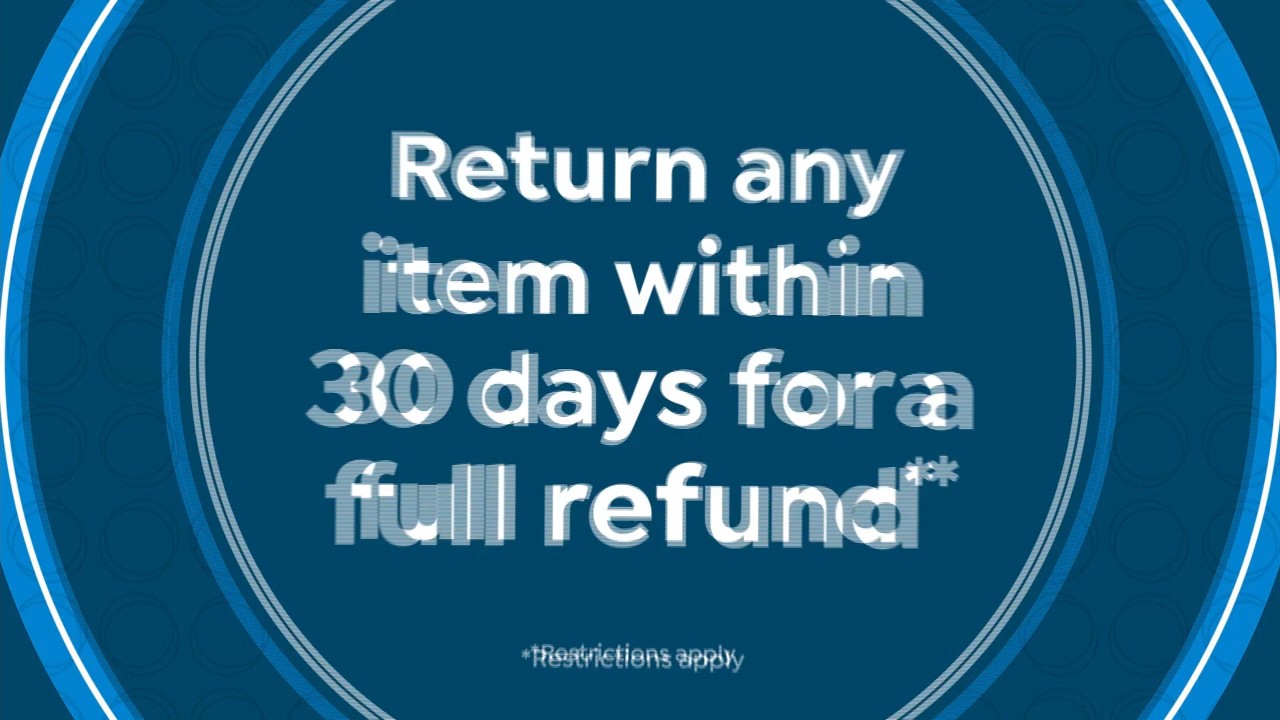 Return any
item within
30 days for a
full refund*
*Restrictions apply